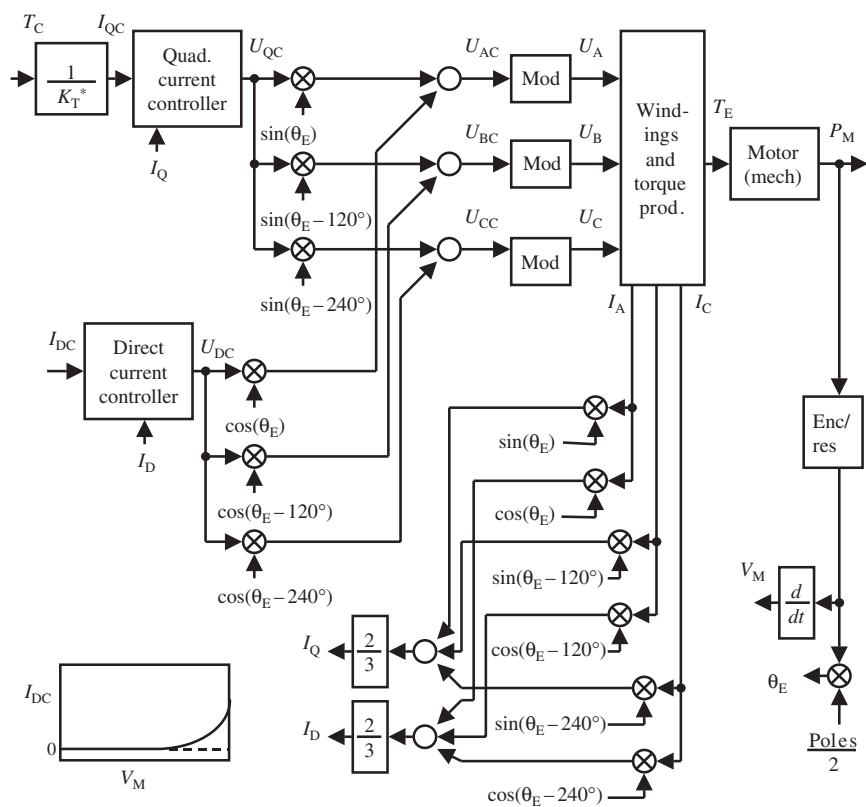 T_C
I_QC
1
K_T*
Quad.
current
controller
U_QC
I_Q
sin(θ_E)
sin(θ_E – 120°)
sin(θ_E – 240°)
U_AC
Mod
U_A
U_BC
Mod
U_B
U_CC
Mod
U_C
Wind-
ings
and
torque
prod.
T_E
Motor
(mech)
P_M
I_A
I_C
I_DC
Direct
current
controller
U_DC
I_D
cos(θ_E)
cos(θ_E – 120°)
cos(θ_E – 240°)
sin(θ_E)
cos(θ_E)
sin(θ_E – 120°)
cos(θ_E – 120°)
sin(θ_E – 240°)
cos(θ_E – 240°)
I_Q
2
3
I_D
2
3
Enc/
res
V_M
d
dt
θ_E
Poles
2
I_DC
0
V_M